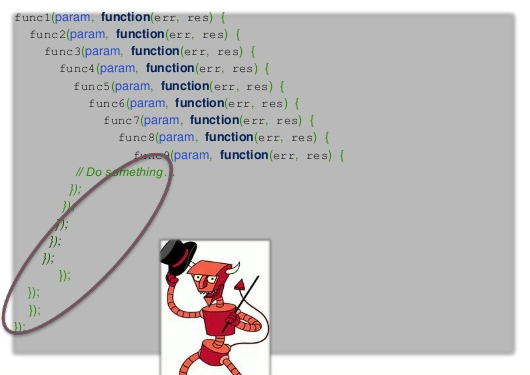 func1(param, function(err, res) {
func2(param, function(err, res) {
func3(param, function(err, res) {
func4(param, function(err, res) {
func5(param, function(err, res) {
func6(param, function(err, res) {
func7(param, function(err, res) {
func8(param, function(err, res) {
func9(param, function(err, res) {
// Do something…
});
});
});
});
});
});
});
});
});